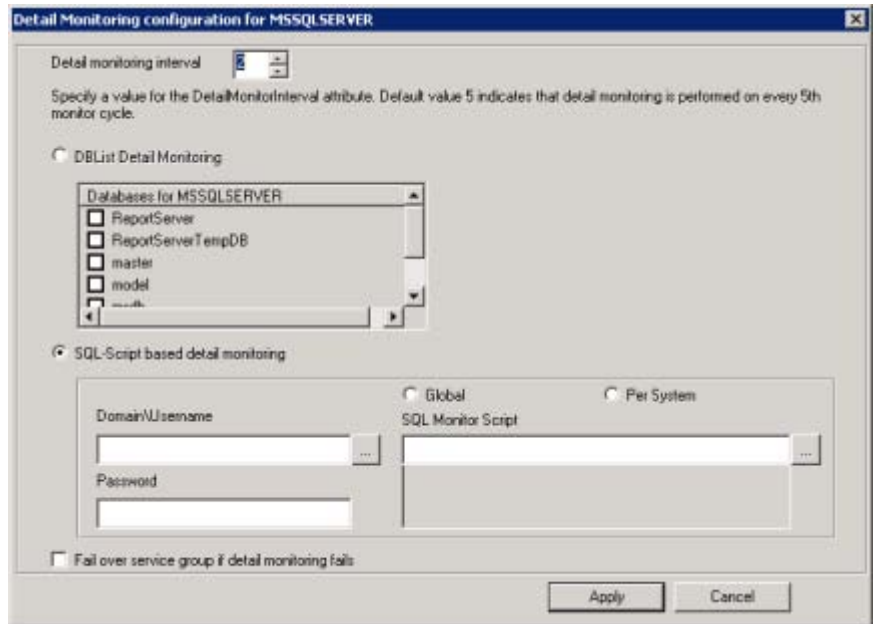 Detail Monitoring configuration for MSSQLSERVER
Detail monitoring interval 2
Specify a value for the DetailMonitorInterval attribute. Default value 5 indicates that detail monitoring is performed on every 5th
monitor cycle.
DBList Detail Monitoring
Databases for MSSQLSERVER
ReportServer
ReportServerTempDB
master
model
SQL-Script based detail monitoring
Global Per System
Domain\Username SQL Monitor Script
...
...
Password
Fail over service group if detail monitoring fails
Apply Cancel